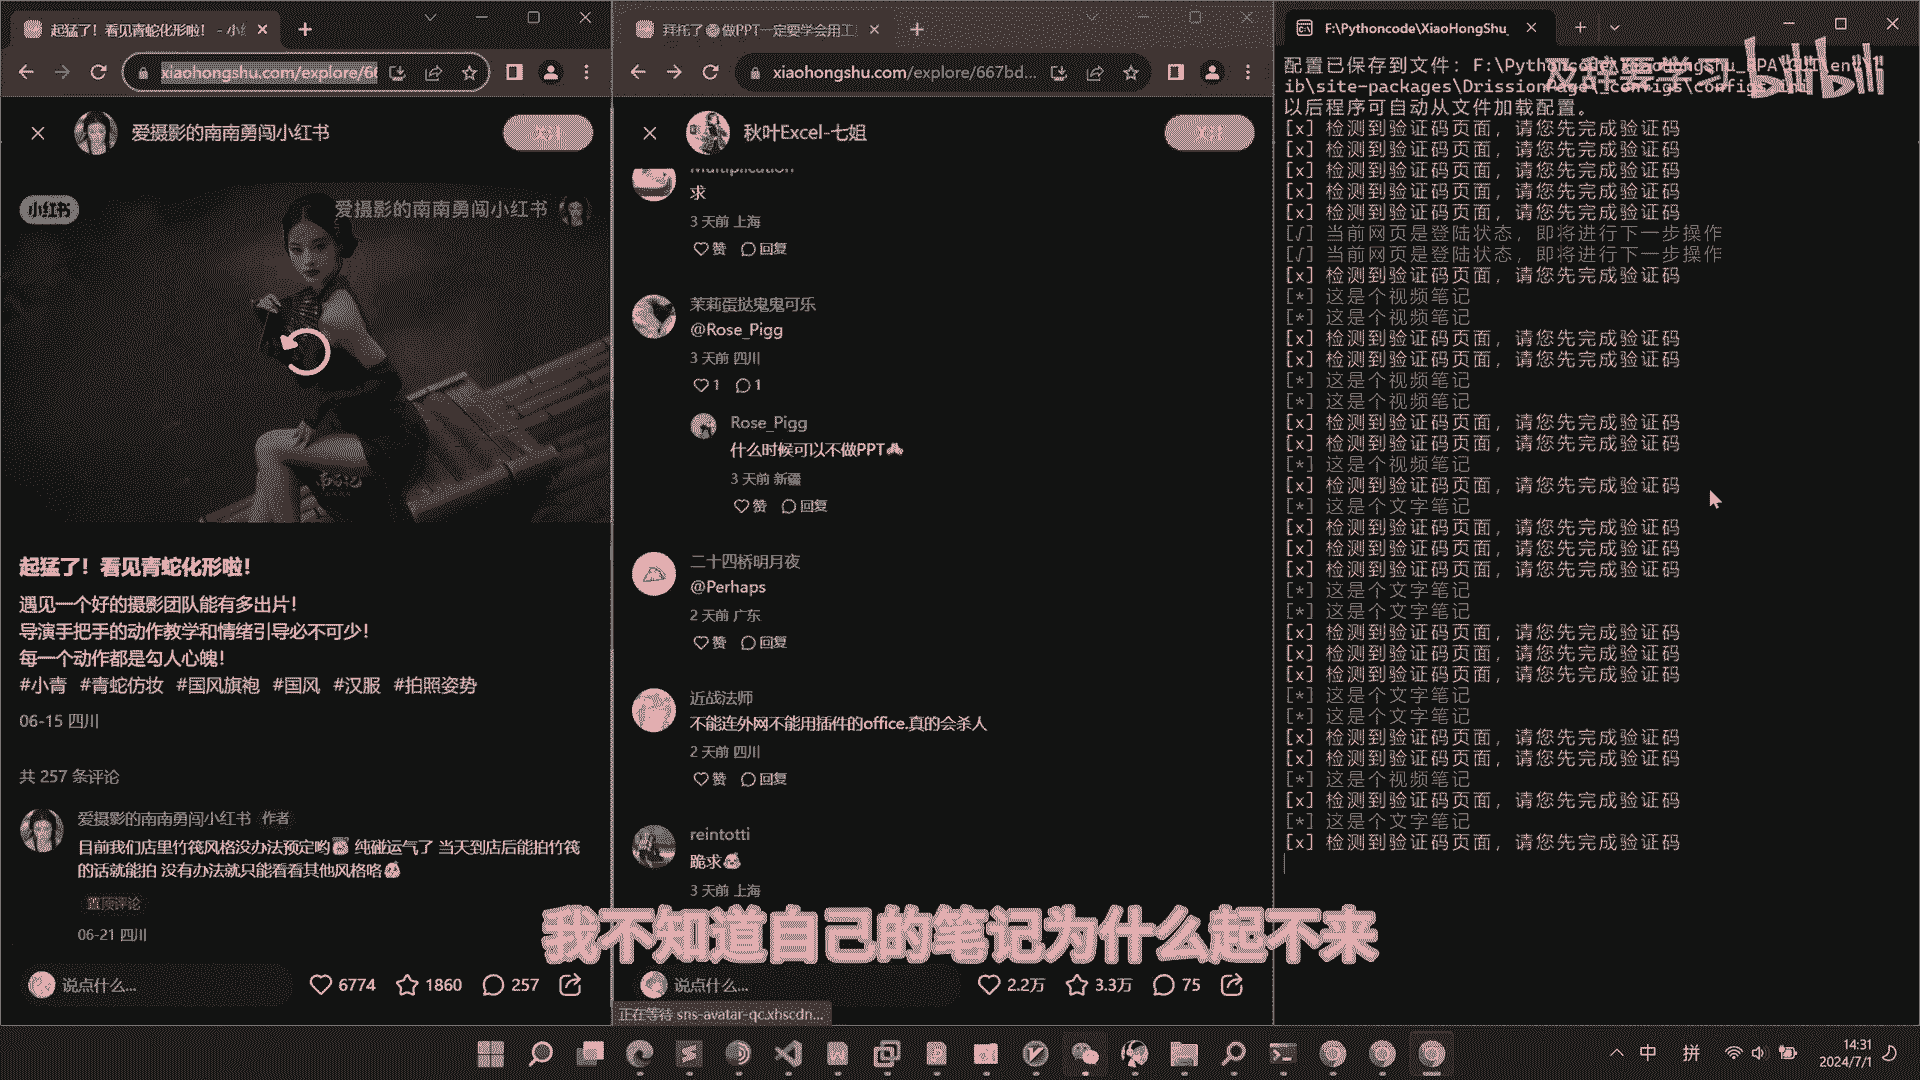 起猛了！看见青蛇化形啦！ - 小
xiaohongshu.com/explore/66
爱摄影的南南勇闯小红书
关注
小红书
爱摄影的南南勇闯小红书
起猛了！看见青蛇化形啦！
遇见一个好的摄影团队能有多出片！
导演手把手的动作教学和情绪引导必不可少！
每一个动作都是勾人心魄！
#小青 #青蛇仿妆 #国风旗袍 #国风 #汉服 #拍照姿势
06-15 四川
共 257 条评论
爱摄影的南南勇闯小红书 作者
目前我们店里竹筏风格没办法预定哟 纯碰运气了 当天到店后能拍竹筏
的话就能拍 没有办法就只能看看其他风格咯
置顶评论
06-21 四川
说点什么...
6774
1860
257
拜托了 做PPT一定要学会用工
xiaohongshu.com/explore/667bd...
秋叶Excel-七姐
关注
Multiplication
求
3 天前 上海
赞 回复
茉莉蛋挞鬼鬼可乐
@Rose_Pigg
3 天前 四川
1 1
Rose_Pigg
什么时候可以不做PPT
3 天前 新疆
赞 回复
二十四桥明月夜
@Perhaps
2 天前 广东
赞 回复
近战法师
不能连外网不能用插件的office.真的会杀人
2 天前 四川
赞 回复
reintotti
跪求
3 天前 上海
说点什么...
2.2万
3.3万
75
正在等待 sns-avatar-qc.xhscdn...
F:\Pythoncode\XiaoHongShu_
bilibili
配置已保存到文件：F:\Pythoncode\XiaoHongShu_RPA\GUI\env\l
ib\site-packages\DrissionPage\_configs\configs.ini
以后程序可自动从文件加载配置。
[x] 检测到验证码页面，请您先完成验证码
[x] 检测到验证码页面，请您先完成验证码
[x] 检测到验证码页面，请您先完成验证码
[x] 检测到验证码页面，请您先完成验证码
[x] 检测到验证码页面，请您先完成验证码
[√] 当前网页是登陆状态，即将进行下一步操作
[√] 当前网页是登陆状态，即将进行下一步操作
[x] 检测到验证码页面，请您先完成验证码
[*] 这是个视频笔记
[*] 这是个视频笔记
[x] 检测到验证码页面，请您先完成验证码
[x] 检测到验证码页面，请您先完成验证码
[*] 这是个视频笔记
[*] 这是个视频笔记
[x] 检测到验证码页面，请您先完成验证码
[x] 检测到验证码页面，请您先完成验证码
[*] 这是个视频笔记
[x] 检测到验证码页面，请您先完成验证码
[*] 这是个文字笔记
[x] 检测到验证码页面，请您先完成验证码
[x] 检测到验证码页面，请您先完成验证码
[x] 检测到验证码页面，请您先完成验证码
[*] 这是个文字笔记
[*] 这是个文字笔记
[x] 检测到验证码页面，请您先完成验证码
[x] 检测到验证码页面，请您先完成验证码
[x] 检测到验证码页面，请您先完成验证码
[*] 这是个文字笔记
[*] 这是个文字笔记
[x] 检测到验证码页面，请您先完成验证码
[x] 检测到验证码页面，请您先完成验证码
[*] 这是个视频笔记
[x] 检测到验证码页面，请您先完成验证码
[*] 这是个文字笔记
[x] 检测到验证码页面，请您先完成验证码
我不知道自己的笔记为什么起不来
中
拼
14:31
2024/7/1